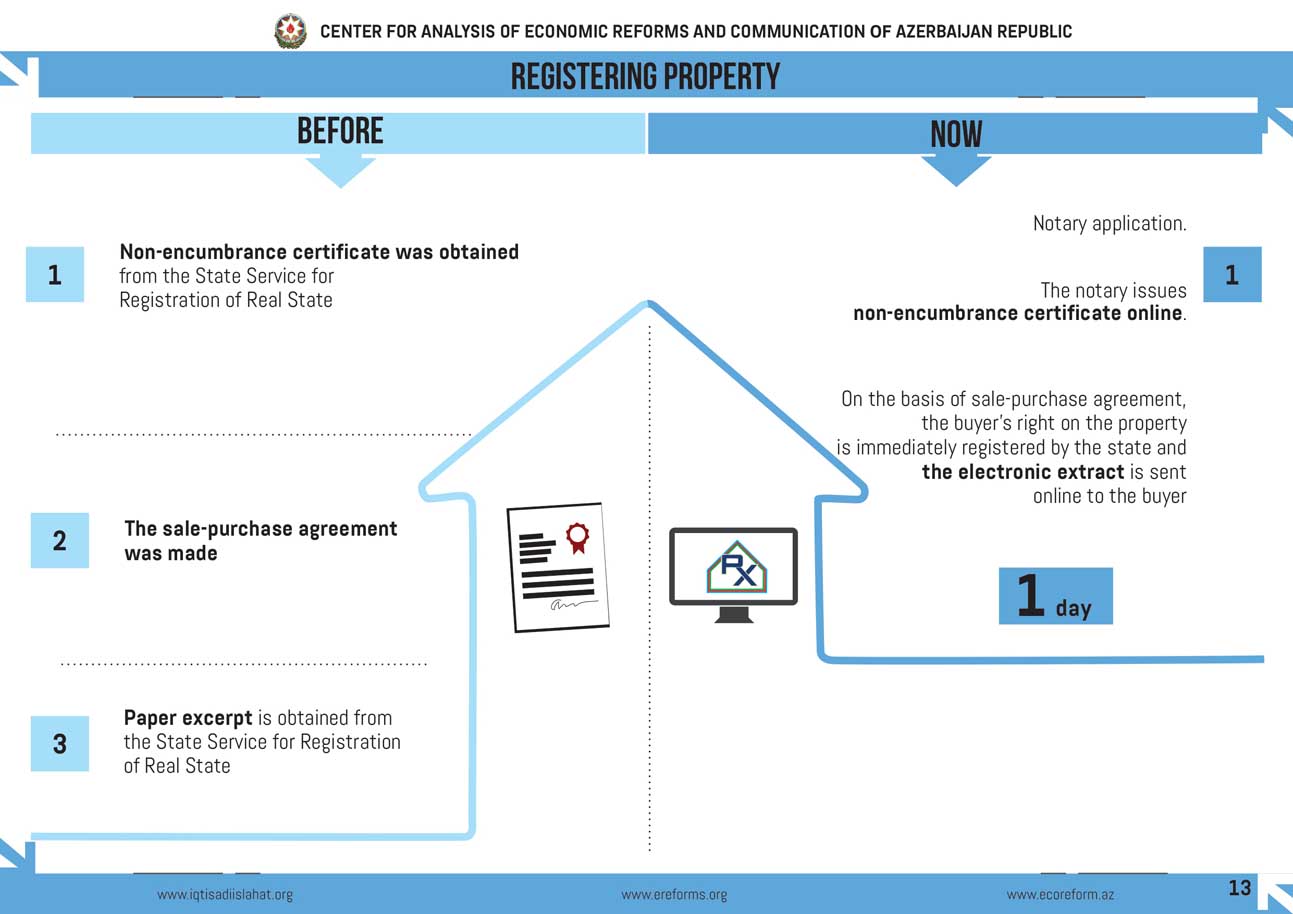 CENTER FOR ANALYSIS OF ECONOMIC REFORMS AND COMMUNICATION OF AZERBAIJAN REPUBLIC
REGISTERING PROPERTY
BEFORE
1
Non-encumbrance certificate was obtained
from the State Service for
Registration of Real State
2
The sale-purchase agreement
was made
3
Paper excerpt is obtained from
the State Service for Registration
of Real State
NOW
Notary application.
1
The notary issues
non-encumbrance certificate online.
On the basis of sale-purchase agreement,
the buyer's right on the property
is immediately registered by the state and
the electronic extract is sent
online to the buyer
RX
1 day
www.iqtisadiislahat.org
www.ereforms.org
www.ecoreform.az
13